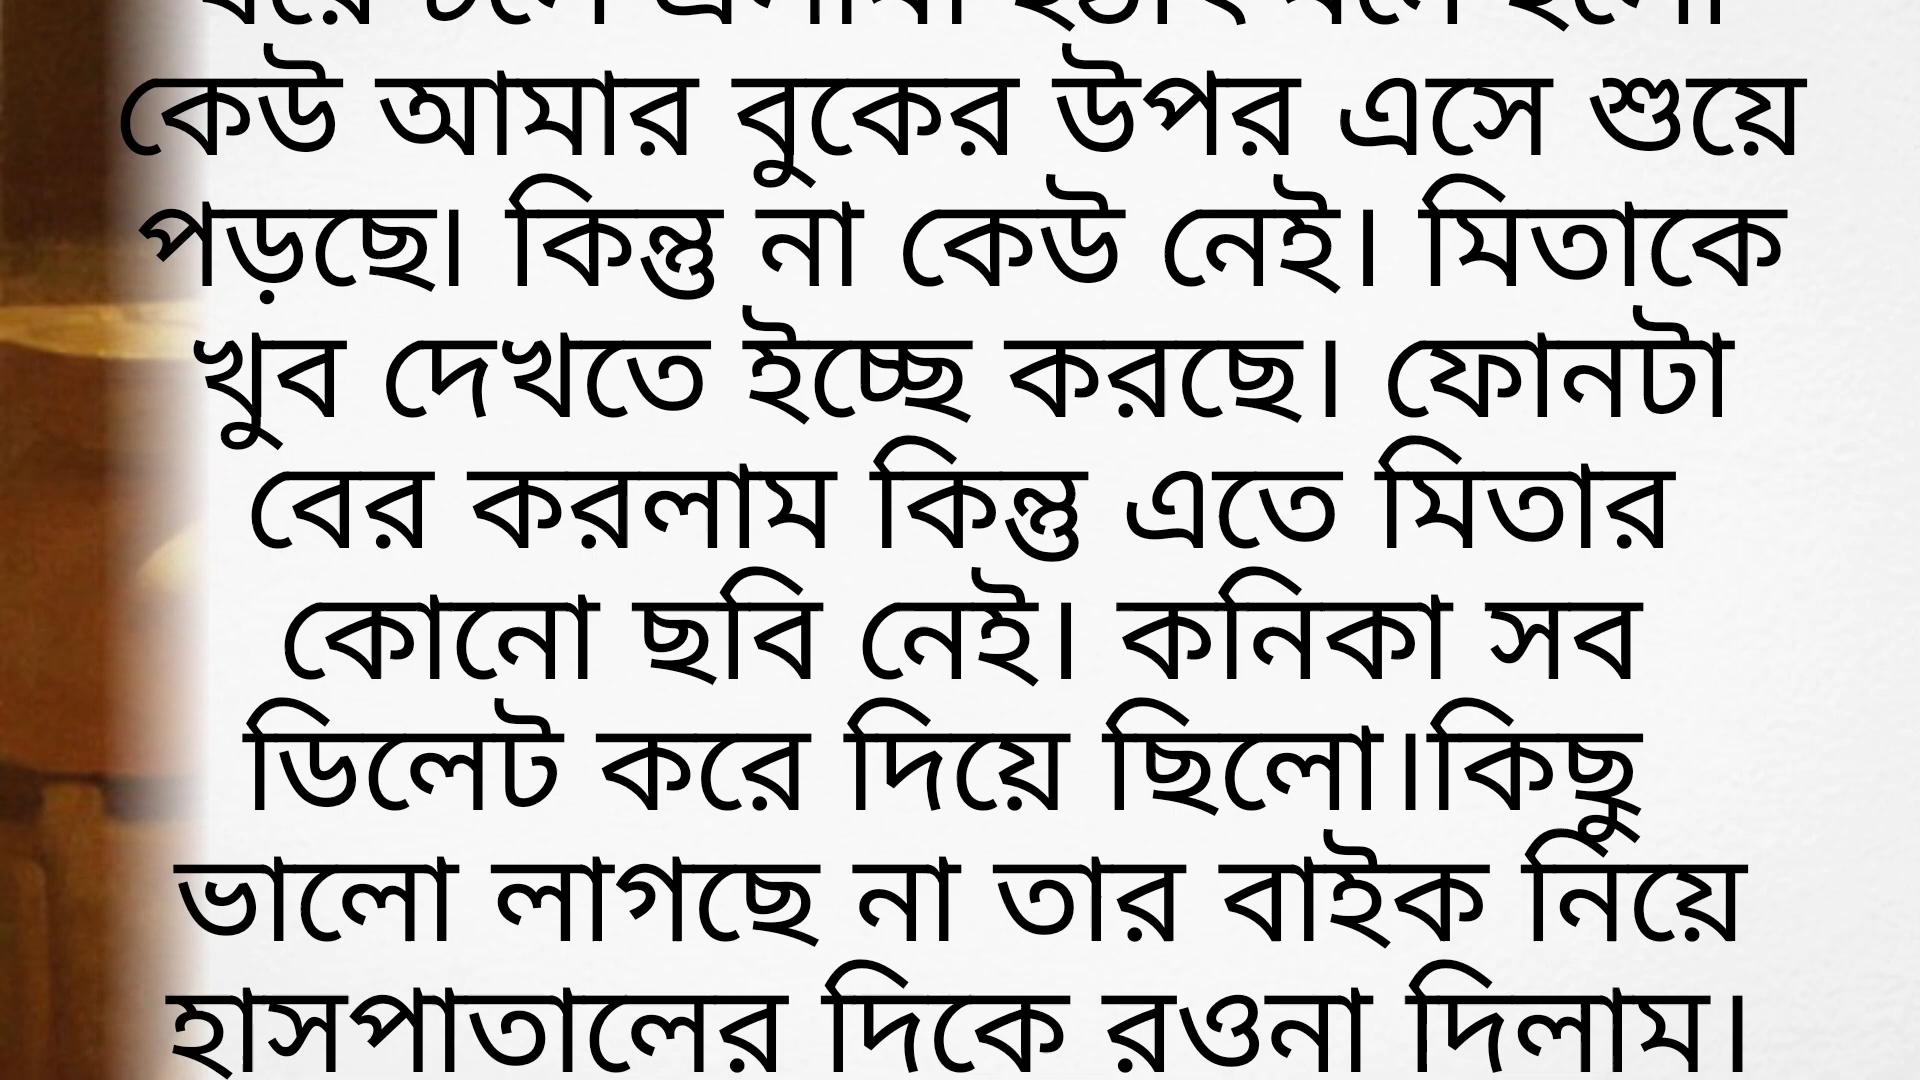 কেউ আমার বুকের উপর এসে শুয়ে
পড়ছে। কিন্তু না কেউ নেই। মিতাকে
খুব দেখতে ইচ্ছে করছে। ফোনটা
বের করলাম কিন্তু এতে মিতার
কোনো ছবি নেই। কনিকা সব
ডিলেট করে দিয়ে ছিলো।কিছু
ভালো লাগছে না তার বাইক নিয়ে
হাসপাতালের দিকে রওনা দিলাম।